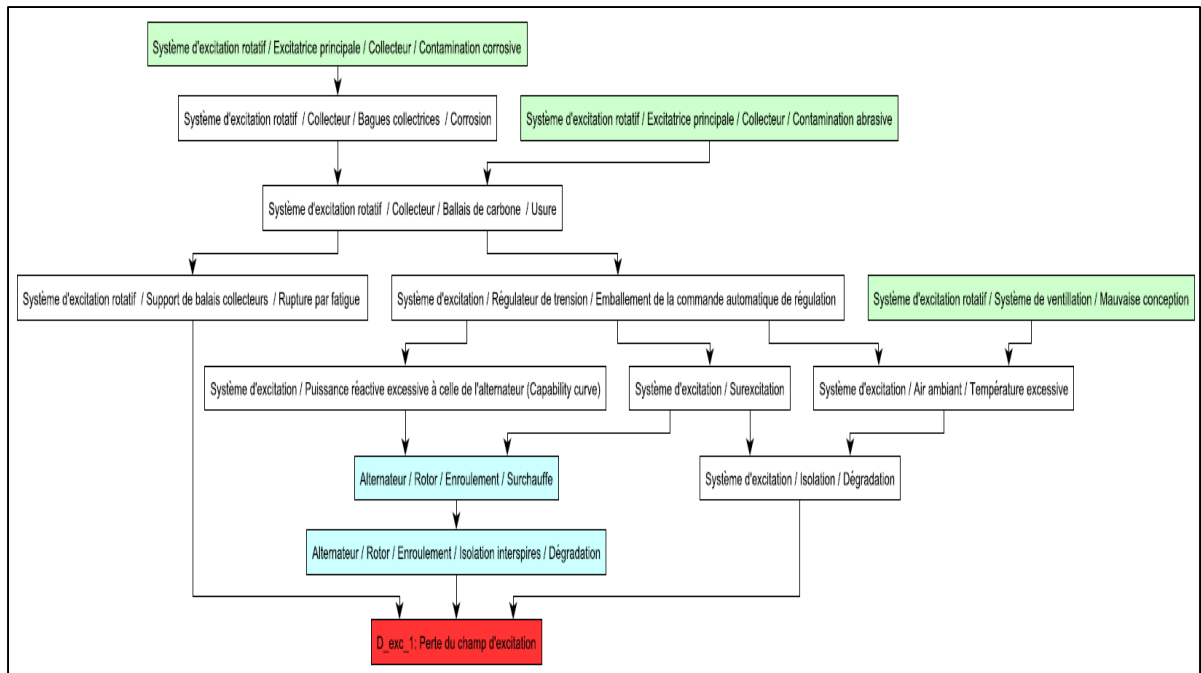 Système d'excitation rotatif / Excitatrice principale / Collecteur / Contamination corrosive
Système d'excitation rotatif / Collecteur / Bagues collectrices / Corrosion
Système d'excitation rotatif / Excitatrice principale / Collecteur / Contamination abrasive
Système d'excitation rotatif / Collecteur / Ballais de carbone / Usure
Système d'excitation rotatif / Support de balais collecteurs / Rupture par fatigue
Système d'excitation / Régulateur de trension / Emballement de la commande automatique de régulation
Système d'excitation rotatif / Système de ventillation / Mauvaise conception
Système d'excitation / Puissance réactive excessive à celle de l'alternateur (Capability curve)
Système d'excitation / Surexcitation
Système d'excitation / Air ambiant / Température excessive
Alternateur / Rotor / Enroulement / Surchauffe
Système d'excitation / Isolation / Dégradation
Alternateur / Rotor / Enroulement / Isolation interspires / Dégradation
D_exc_1: Perte du champ d'excitation